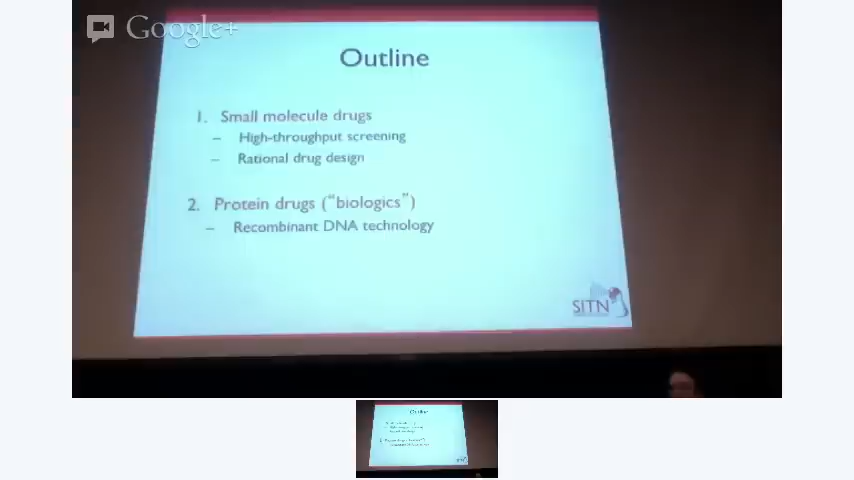 Google+
Outline
1. Small molecule drugs
– High-throughput screening
– Rational drug design
2. Protein drugs ("biologics")
– Recombinant DNA technology
SITN